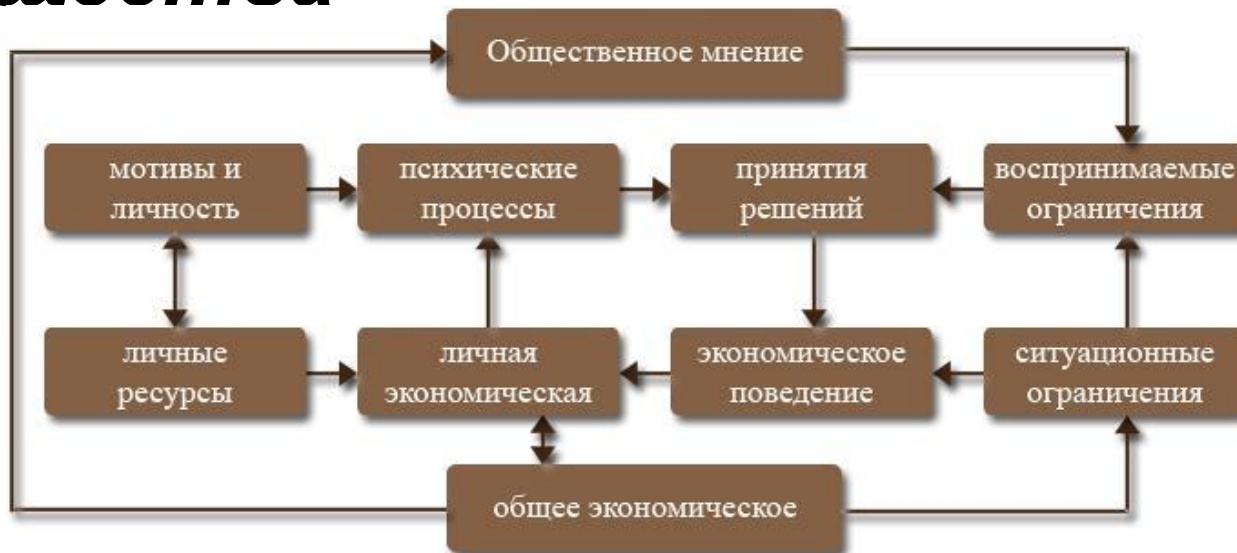 Общественное мнение
мотивы и
личность
психические
процессы
принятия
решений
воспринимаемые
ограничения
личные
ресурсы
личная
экономическая
экономическое
поведение
ситуационные
ограничения
общее экономическое